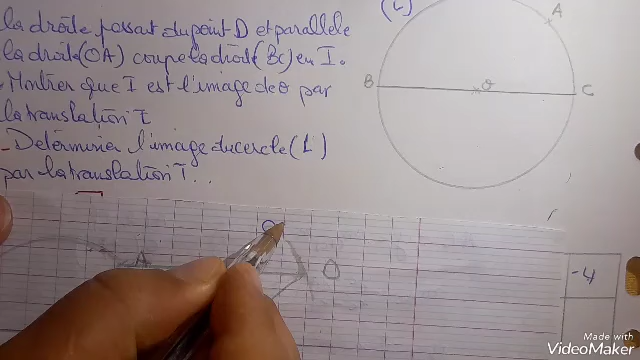 la droite passant du point D et parallèle
la droite (OA) coupe la droite (BC) en I.
- Montrer que I est l'image de O par
la translation T
- Déterminer l'image du cercle (L)
par la translation T..
(L)
A
B
O
C
A
O
-4
Made with
VideoMaker